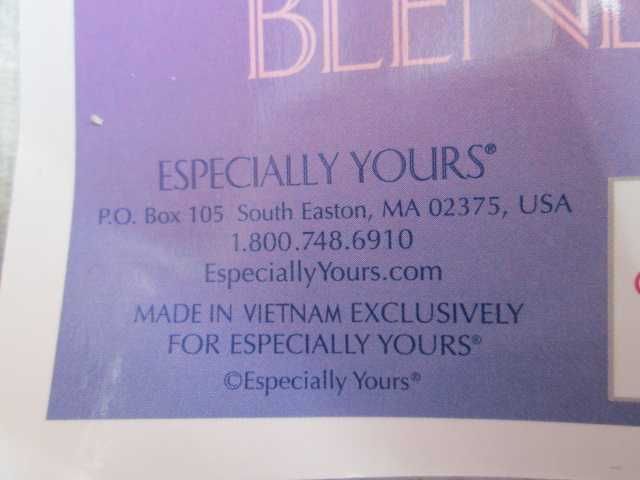 ESPECIALLY YOURS®
P.O. Box 105 South Easton, MA 02375, USA
1.800.748.6910
EspeciallyYours.com
MADE IN VIETNAM EXCLUSIVELY
FOR ESPECIALLY YOURS®
©Especially Yours®